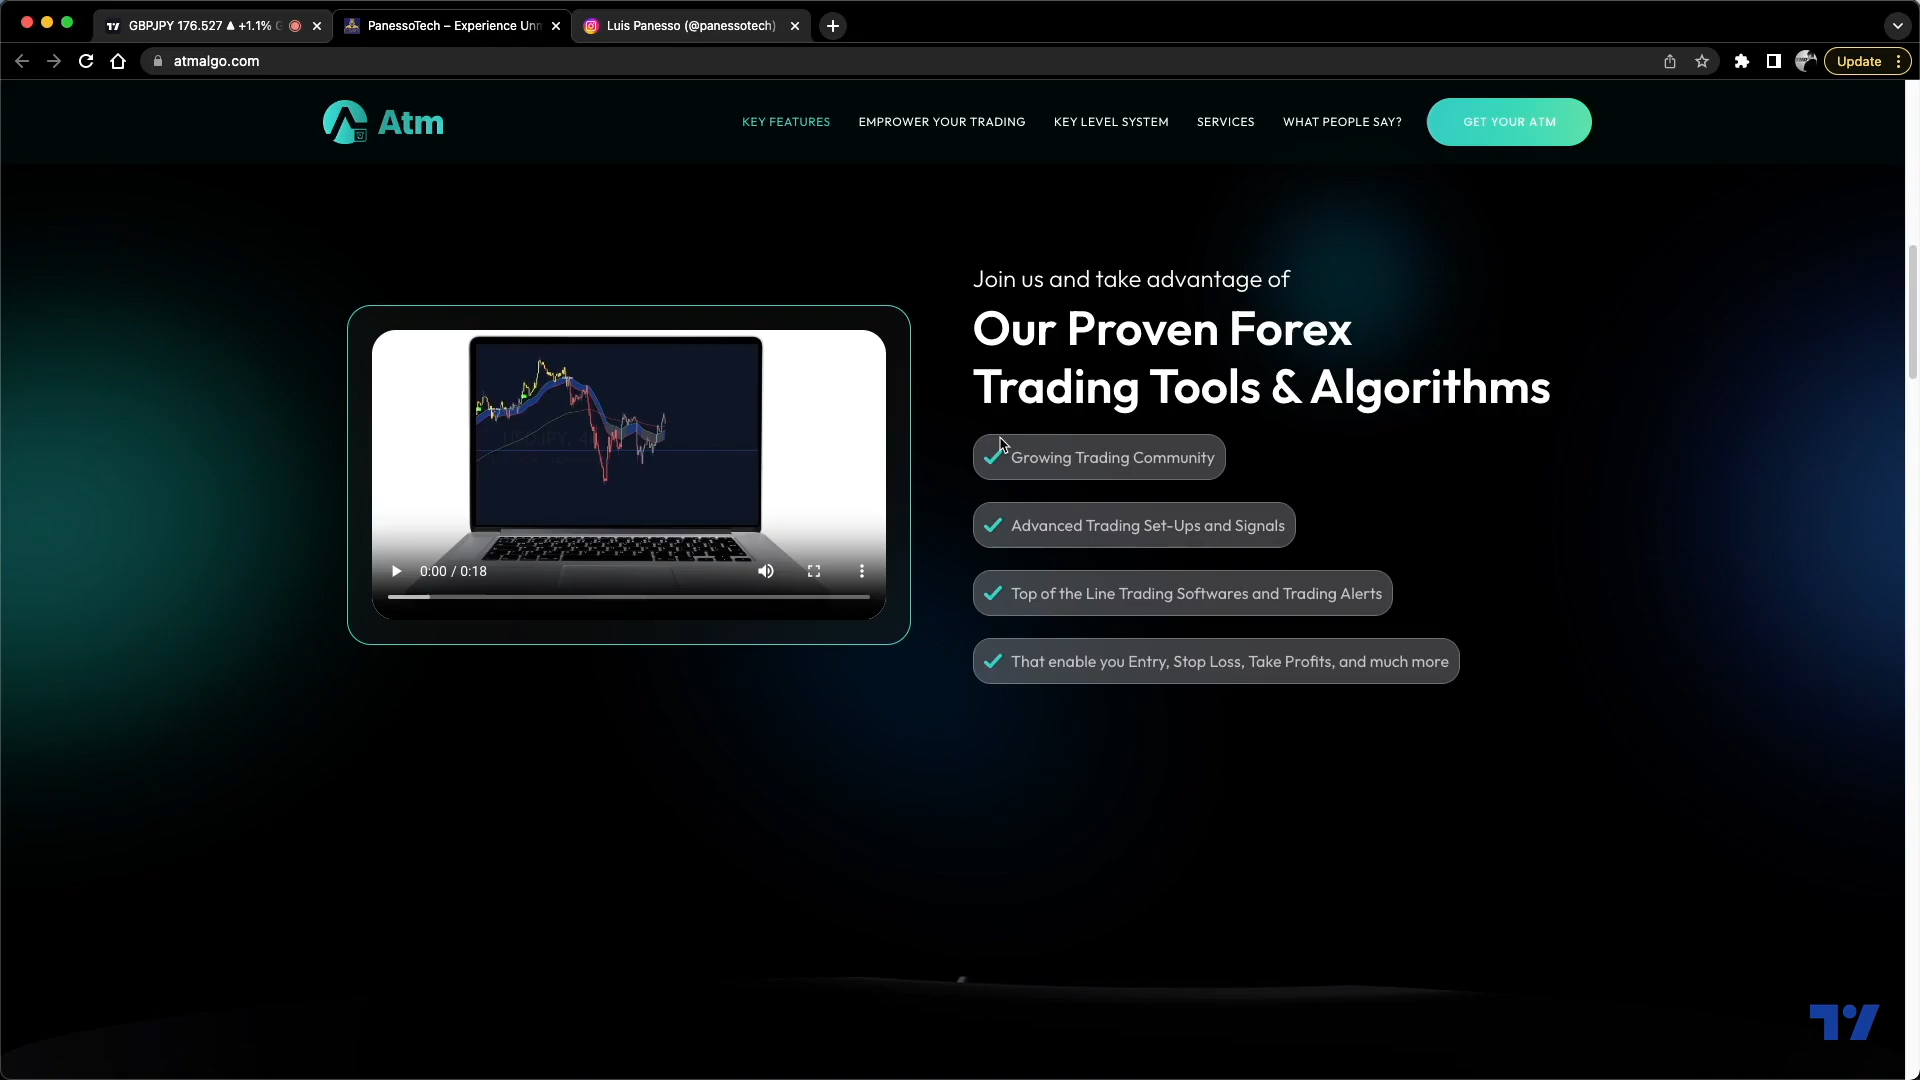 GBPJPY 176.527 ▲ +1.1%
PanessoTech – Experience Unm
Luis Panesso (@panessotech)
atmalgo.com
Update
Atm
KEY FEATURES
EMPROWER YOUR TRADING
KEY LEVEL SYSTEM
SERVICES
WHAT PEOPLE SAY?
GET YOUR ATM
Join us and take advantage of
Our Proven Forex
Trading Tools & Algorithms
USDJPY, 4
0:00 / 0:18
Growing Trading Community
Advanced Trading Set-Ups and Signals
Top of the Line Trading Softwares and Trading Alerts
That enable you Entry, Stop Loss, Take Profits, and much more